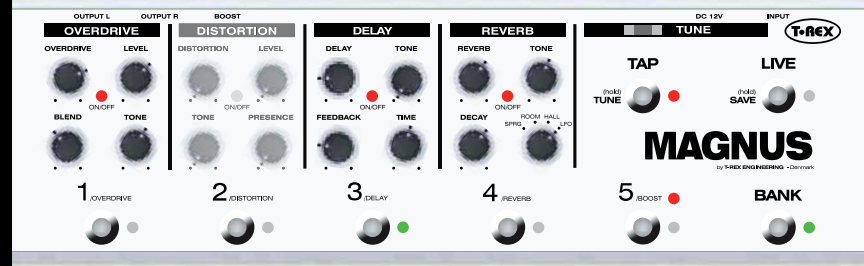 OUTPUT L OUTPUT R BOOST DC 12V INPUT
OVERDRIVE DISTORTION DELAY REVERB TUNE T-REX
OVERDRIVE LEVEL DISTORTION LEVEL DELAY TONE REVERB TONE
TAP LIVE
(hold) TUNE (hold) SAVE
ON/OFF ON/OFF ON/OFF ON/OFF
BLEND TONE TONE PRESENCE FEEDBACK TIME DECAY SPRG ROOM HALL LFO
MAGNUS
by T-REX ENGINEERING • Denmark
1 /OVERDRIVE 2 /DISTORTION 3 /DELAY 4 /REVERB 5 /BOOST BANK